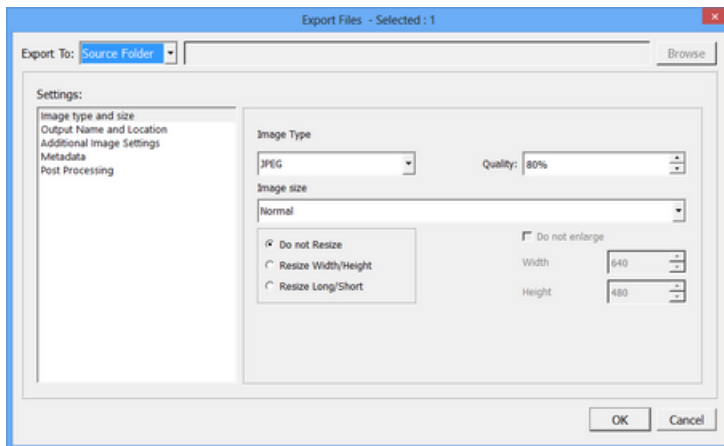 Export Files - Selected : 1
Export To: Source Folder Browse
Settings:
Image type and size
Output Name and Location
Additional Image Settings
Metadata
Post Processing
Image Type
JPEG Quality: 80%
Image size
Normal
Do not Resize
Resize Width/Height
Resize Long/Short
Do not enlarge
Width 640
Height 480
OK Cancel